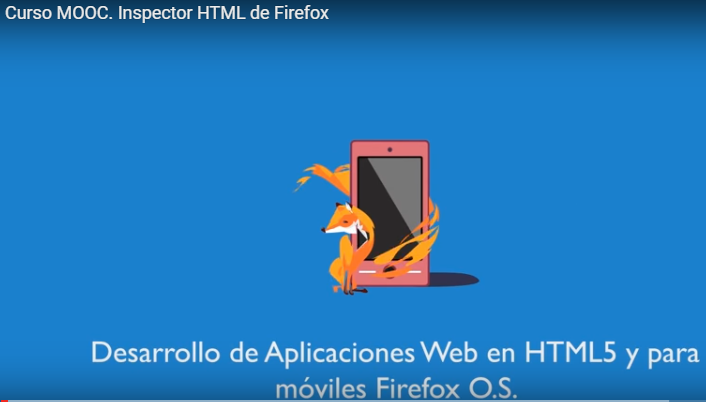 Curso MOOC. Inspector HTML de Firefox
Desarrollo de Aplicaciones Web en HTML5 y para
móviles Firefox O.S.